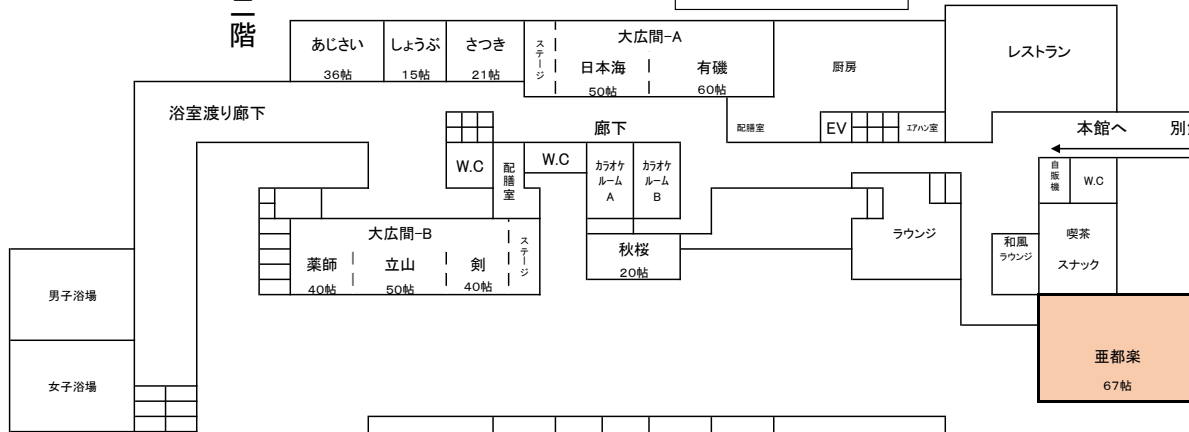 階
あじさい
36帖
しょうぶ
15帖
さつき
21帖
ステージ
大広間-A
日本海
50帖
有磯
60帖
厨房
レストラン
浴室渡り廊下
廊下
配膳室
EV
エアハン室
本館へ
W.C
配膳室
W.C
カラオケ
ルーム
A
カラオケ
ルーム
B
自販機
W.C
大広間-B
薬師
40帖
立山
50帖
剣
40帖
ステージ
秋桜
20帖
ラウンジ
和風
ラウンジ
喫茶
スナック
男子浴場
女子浴場
亜都楽
67帖